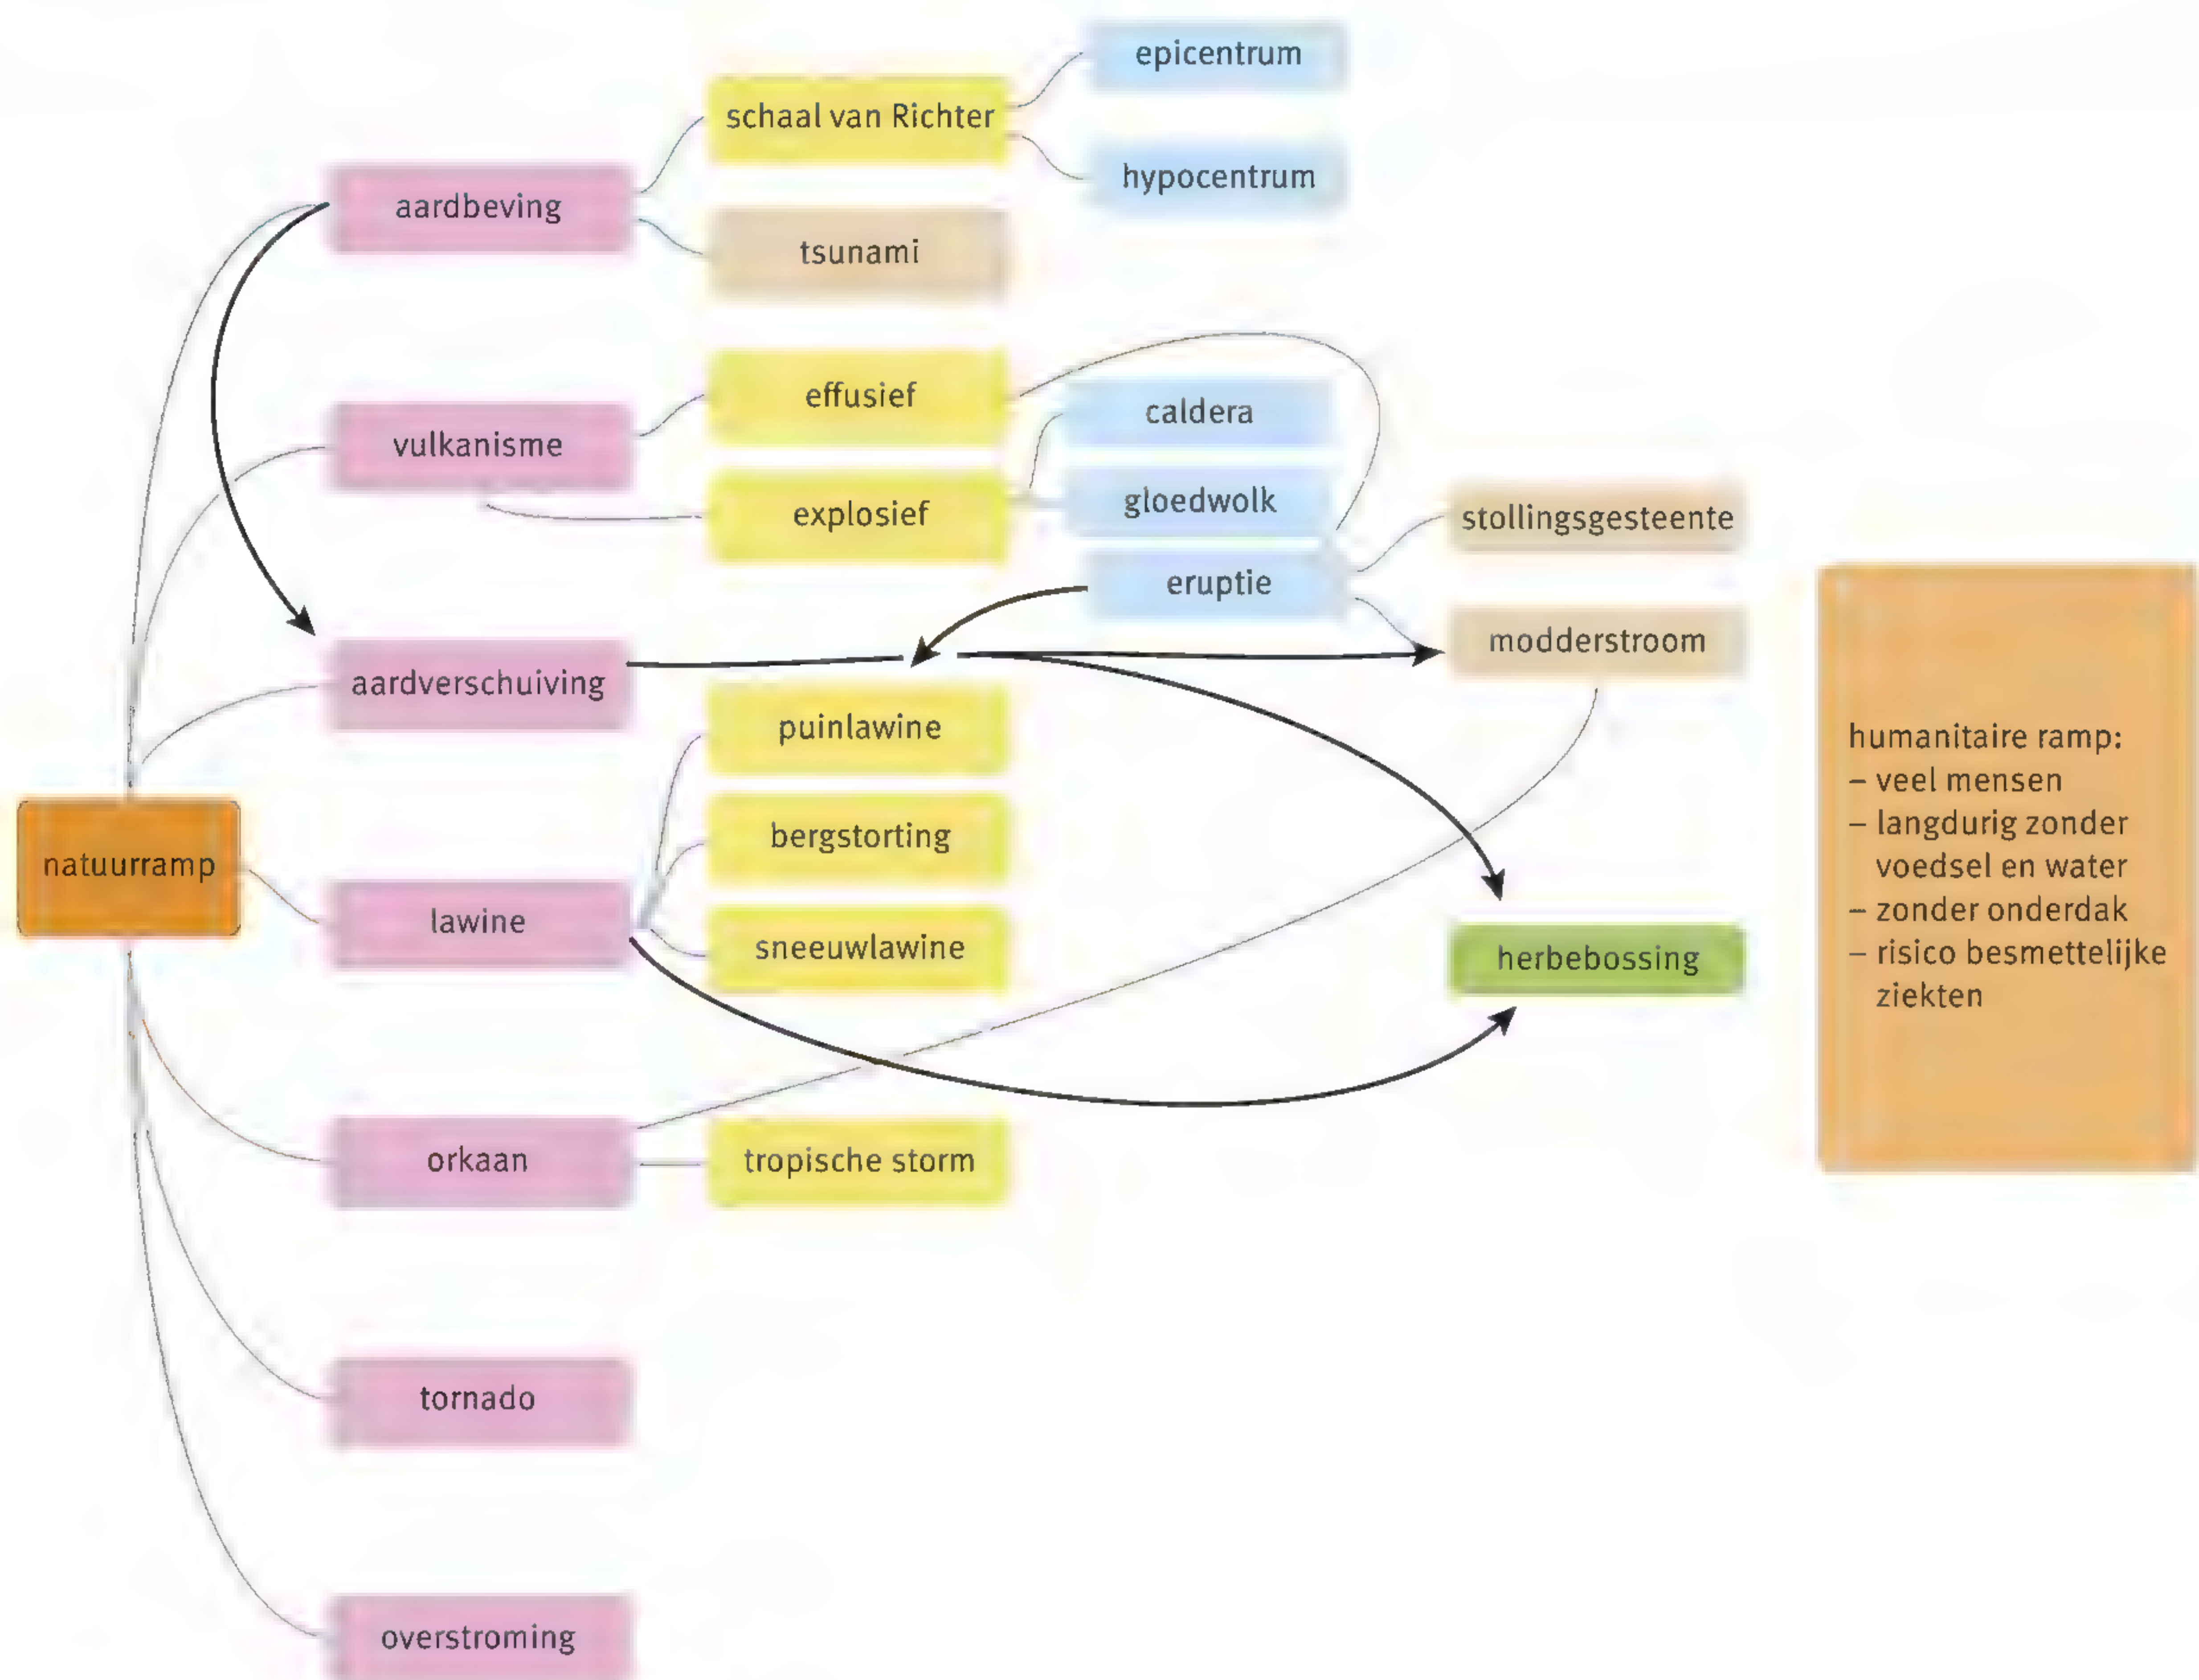 epicentrum
schaal van Richter
hypocentrum
aardbeving
tsunami
effusief
caldera
vulkanisme
gloedwolk
explosief
stollingsgesteente
eruptie
modderstroom
aardverschuiving
puinlawine
humanitaire ramp:
– veel mensen
– langdurig zonder
voedsel en water
– zonder onderdak
– risico besmettelijke
ziekten
bergstorting
natuurramp
lawine
sneeuwlawine
herbebossing
orkaan
tropische storm
tornado
overstroming